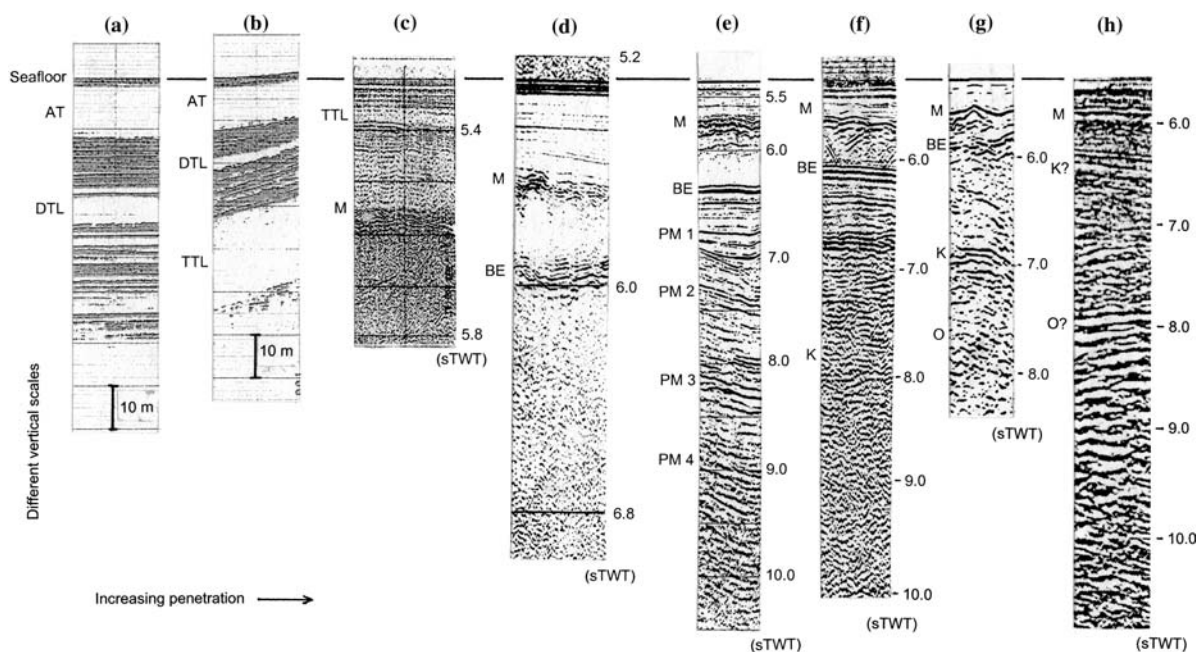 (a)
(b)
(c)
(d)
(e)
(f)
(g)
(h)
Seafloor
AT
DTL
10 m
AT
DTL
TTL
10 m
TTL
M
5.4
5.8
(sTWT)
M
BE
5.2
6.0
6.8
(sTWT)
M
BE
PM 1
PM 2
PM 3
PM 4
5.5
6.0
7.0
8.0
9.0
10.0
(sTWT)
M
BE
K
6.0
7.0
8.0
9.0
10.0
(sTWT)
M
BE
K
O
6.0
7.0
8.0
(sTWT)
M
K?
O?
6.0
7.0
8.0
9.0
10.0
(sTWT)
Different vertical scales
Increasing penetration